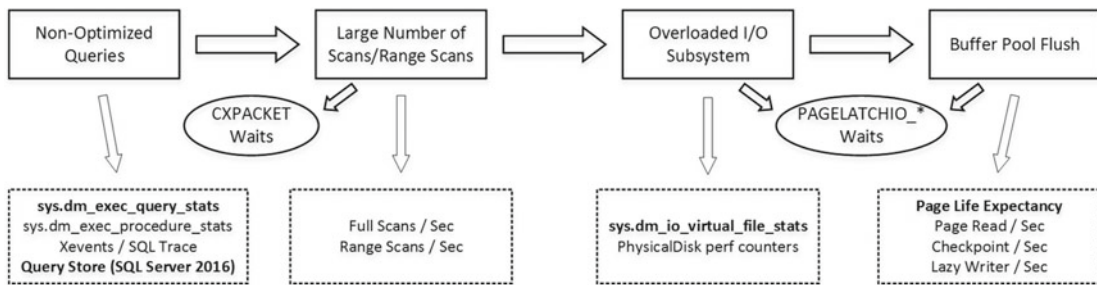 Non-Optimized
Queries
Large Number of
Scans/Range Scans
Overloaded I/O
Subsystem
Buffer Pool Flush
CXPACKET
Waits
PAGELATCHIO_*
Waits
sys.dm_exec_query_stats
sys.dm_exec_procedure_stats
Xevents / SQL Trace
Query Store (SQL Server 2016)
Full Scans / Sec
Range Scans / Sec
sys.dm_io_virtual_file_stats
PhysicalDisk perf counters
Page Life Expectancy
Page Read / Sec
Checkpoint / Sec
Lazy Writer / Sec